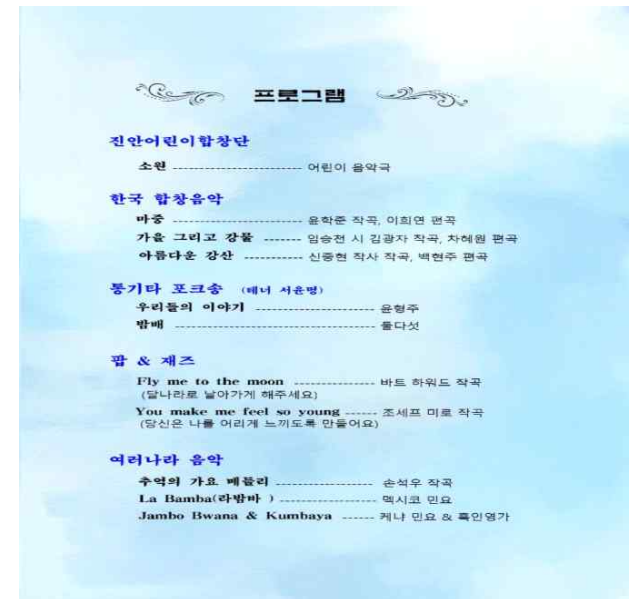 프로그램
진안어린이합창단
소원 ------------------------ 어린이 음악극
한국 합창음악
마중 ------------------------ 윤학준 작곡, 이희연 편곡
가을 그리고 강물 ------- 임승전 시 김광자 작곡, 차혜원 편곡
아름다운 강산 ----------- 신중현 작사 작곡, 백현주 편곡
통기타 포크송 (테너 서윤명)
우리들의 이야기 ---------------------- 윤형주
밤배 ------------------------------------- 둘다섯
팝 & 재즈
Fly me to the moon --------------- 바트 하워드 작곡
(달나라로 날아가게 해주세요)
You make me feel so young ------ 조세프 미로 작곡
(당신은 나를 어리게 느끼도록 만들어요)
여러나라 음악
추억의 가요 메들리 ------------------ 손석우 작곡
La Bamba(라밤바 ) ------------------ 멕시코 민요
Jambo Bwana & Kumbaya ------ 케냐 민요 & 흑인영가